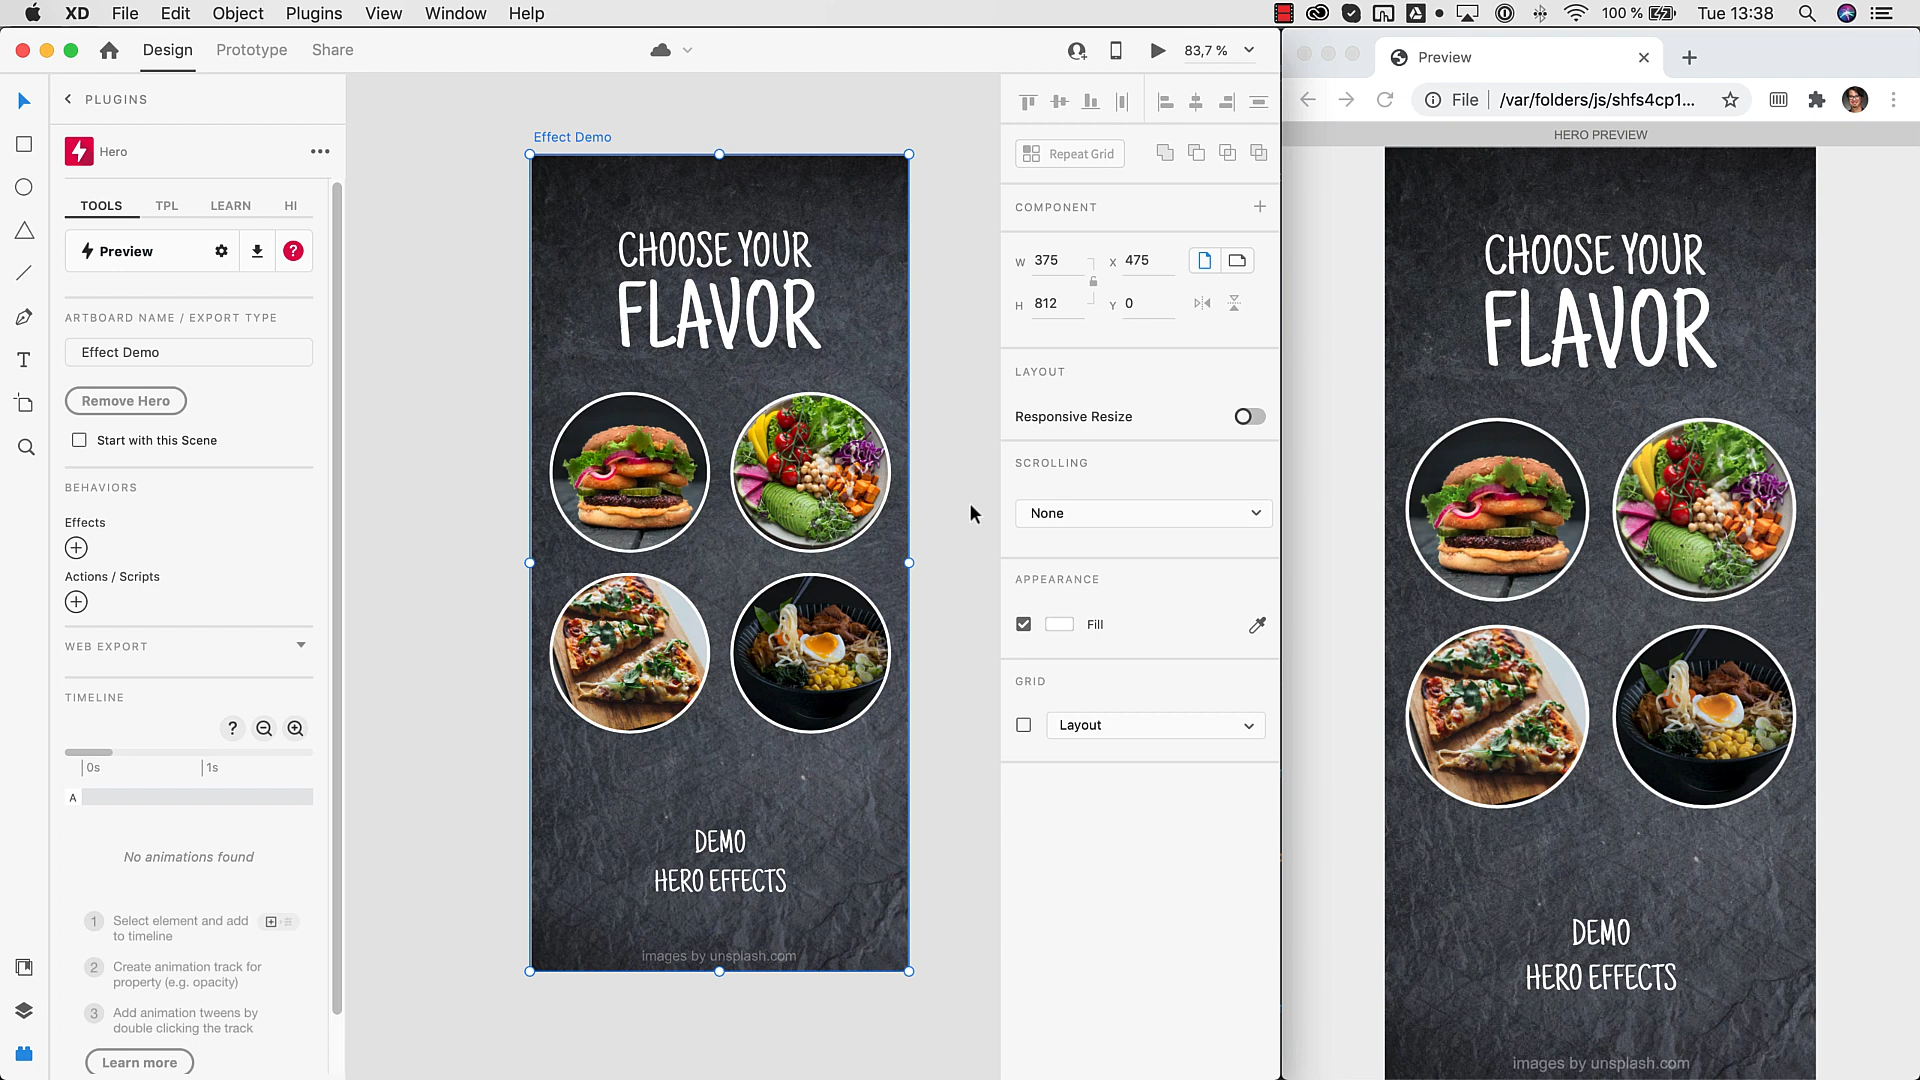 XD File Edit Object Plugins View Window Help
100 % Tue 13:38
Design Prototype Share
83,7 %
PLUGINS
Hero
TOOLS TPL LEARN HI
Preview
?
ARTBOARD NAME / EXPORT TYPE
Effect Demo
Remove Hero
Start with this Scene
BEHAVIORS
Effects
Actions / Scripts
WEB EXPORT
TIMELINE
?
0s 1s
A
No animations found
1 Select element and add
to timeline
2 Create animation track for
property (e.g. opacity)
3 Add animation tweens by
double clicking the track
Learn more
Effect Demo
CHOOSE YOUR
FLAVOR
DEMO
HERO EFFECTS
images by unsplash.com
Repeat Grid
COMPONENT
W 375 X 475
H 812 Y 0
LAYOUT
Responsive Resize
SCROLLING
None
APPEARANCE
Fill
GRID
Layout
Preview
File /var/folders/js/shfs4cp1...
HERO PREVIEW
CHOOSE YOUR
FLAVOR
DEMO
HERO EFFECTS
images by unsplash.com